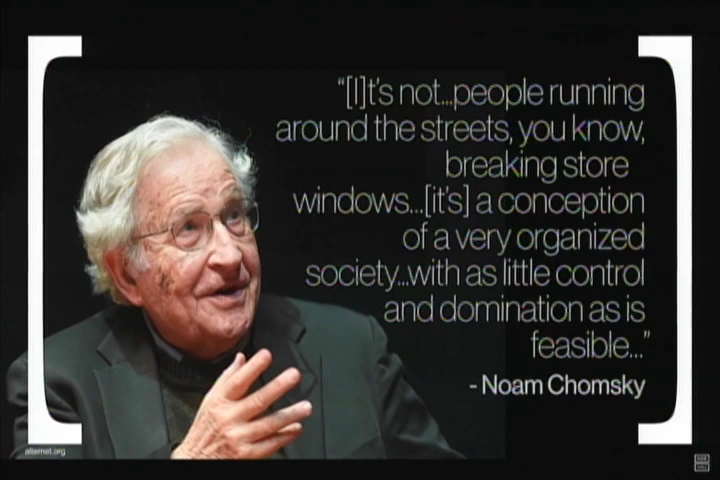 “[I]t’s not...people running
around the streets, you know,
breaking store
windows...[it’s] a conception
of a very organized
society...with as little control
and domination as is
feasible...”
- Noam Chomsky
alternet.org